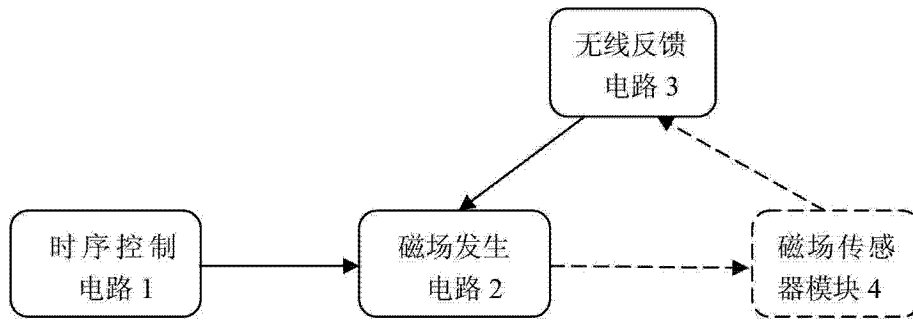 无线反馈
电路 3
时序控制
电路 1
磁场发生
电路 2
磁场传感
器模块 4